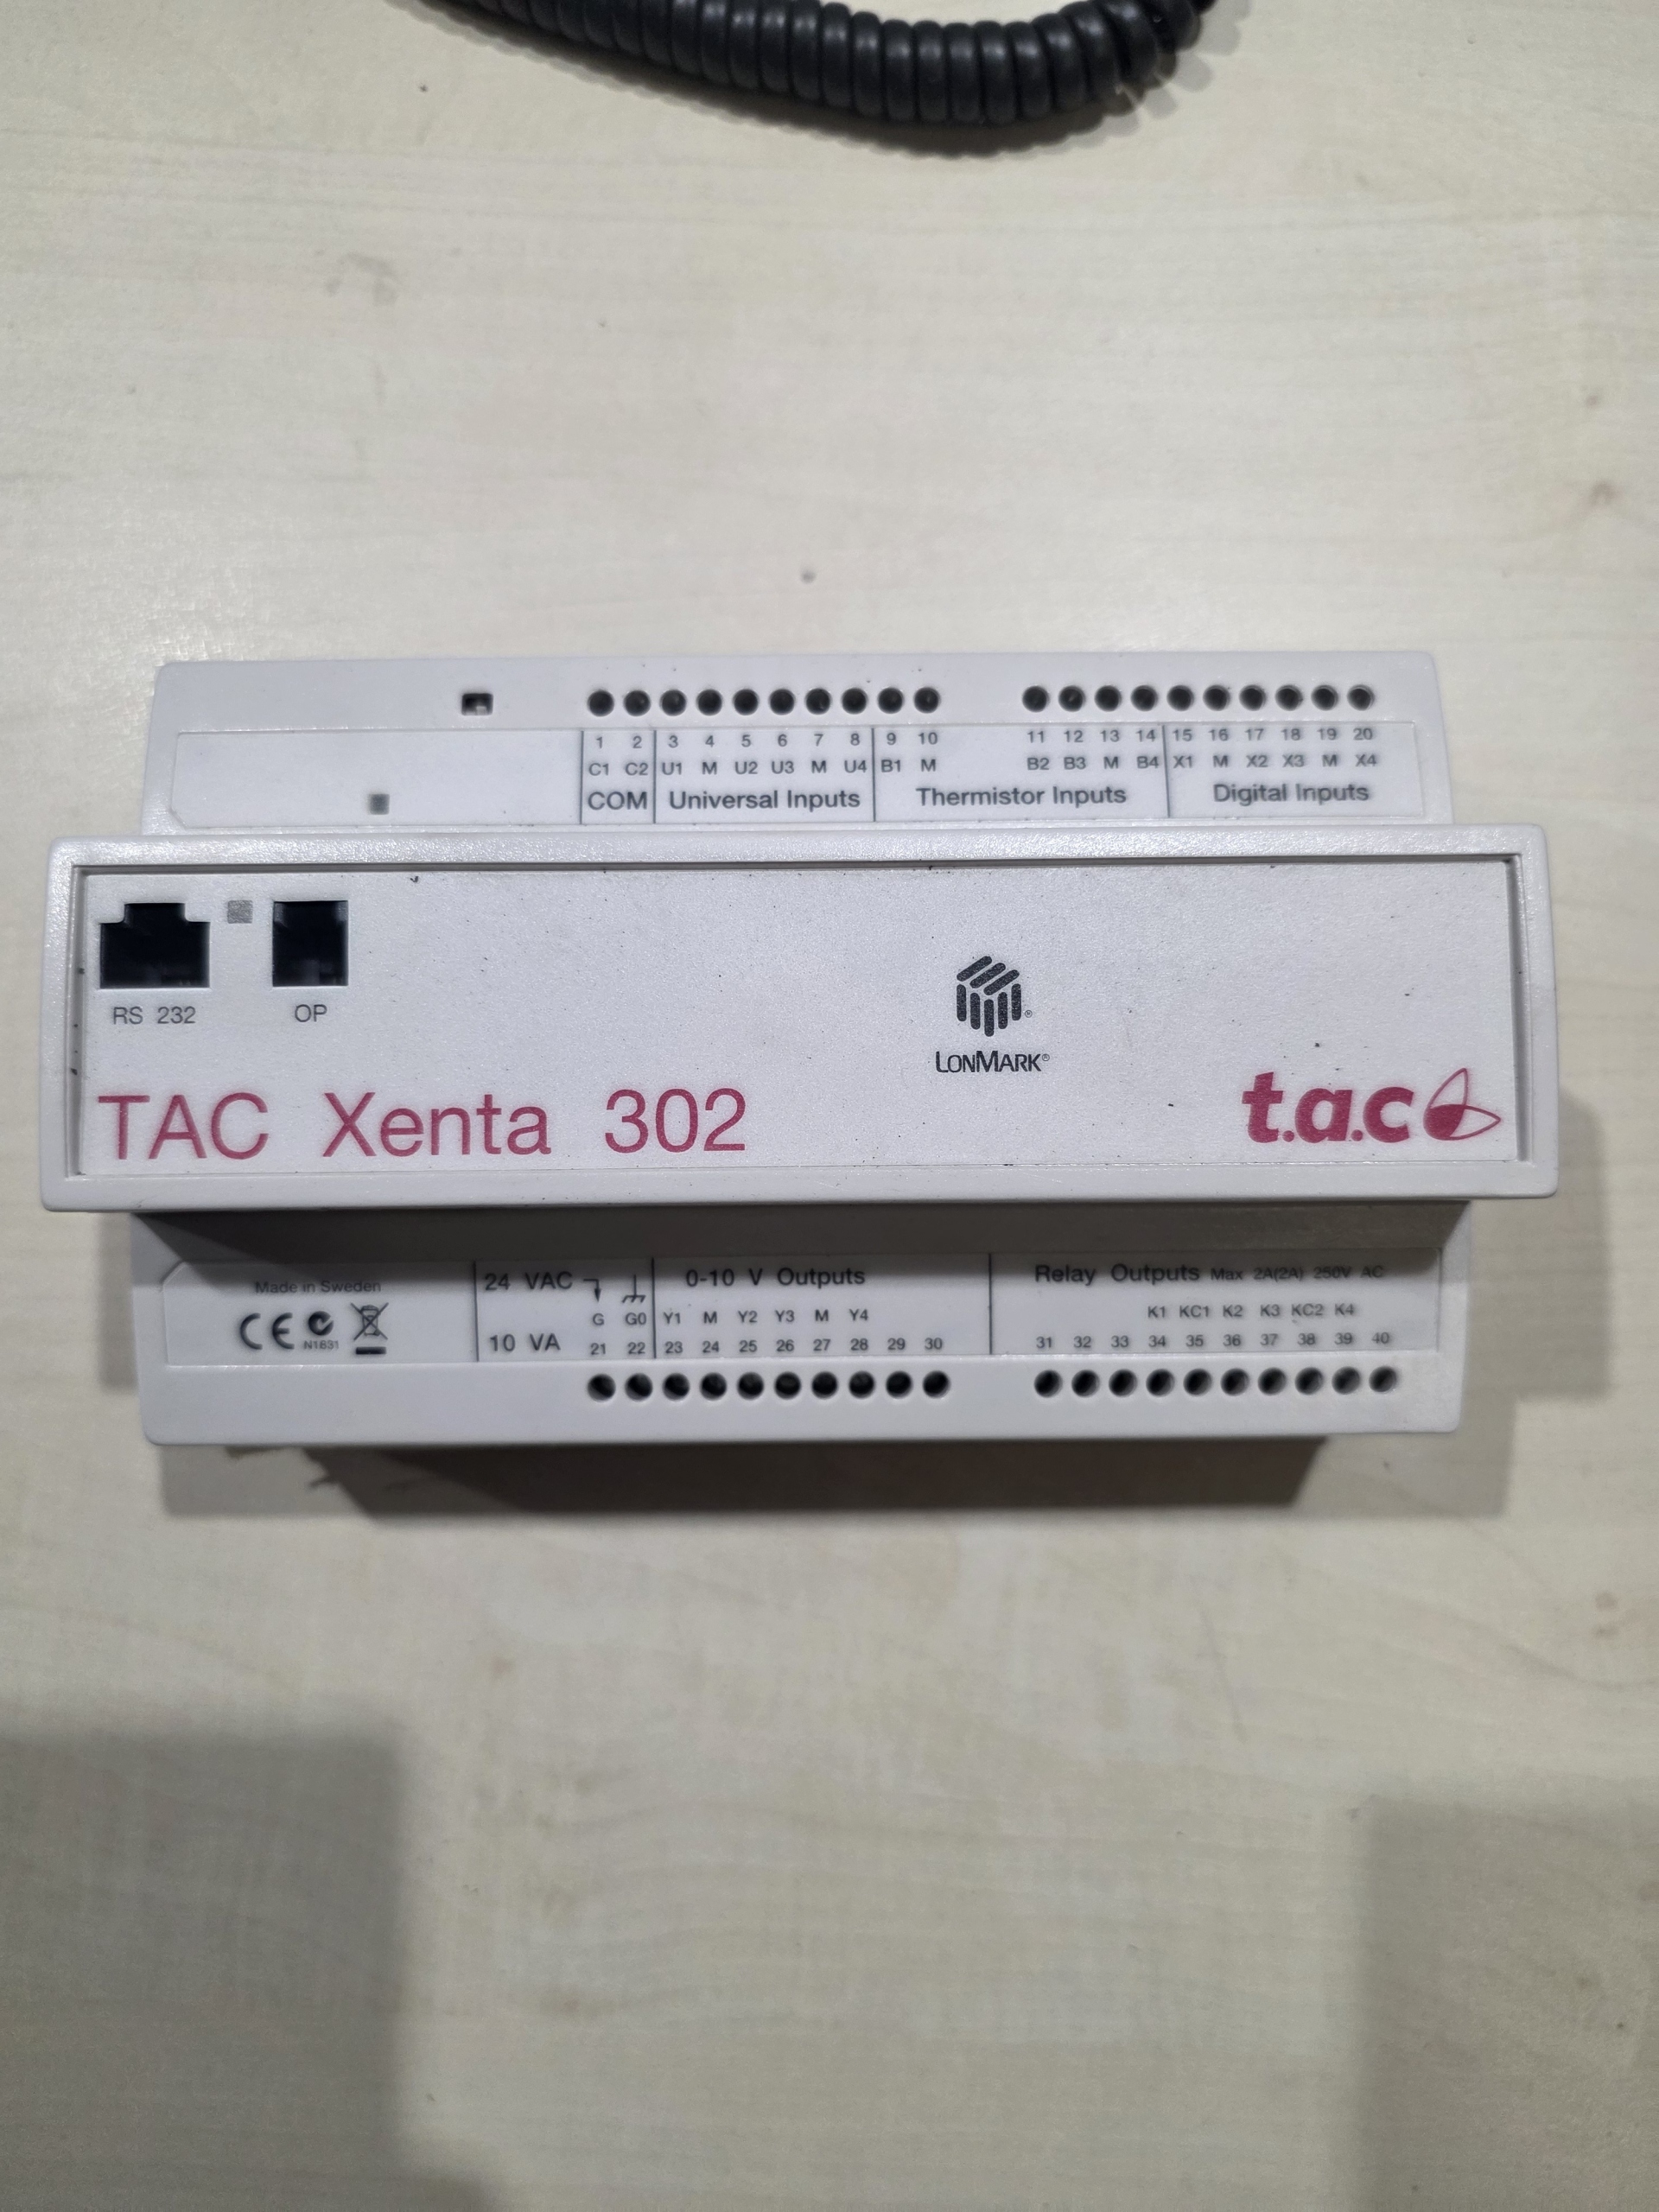 1 2 3 4 5 6 7 8 9 10 11 12 13 14 15 16 17 18 19 20
C1 C2 U1 M U2 U3 M U4 B1 M B2 B3 M B4 X1 M X2 X3 M X4
COM Universal Inputs Thermistor Inputs Digital Inputs
RS 232 OP
LONMARK®
TAC Xenta 302
t.a.c
Made in Sweden
CE N1831
24 VAC
10 VA
0-10 V Outputs
Relay Outputs Max 2A(2A) 250V AC
G G0 Y1 M Y2 Y3 M Y4 K1 KC1 K2 K3 KC2 K4
21 22 23 24 25 26 27 28 29 30 31 32 33 34 35 36 37 38 39 40